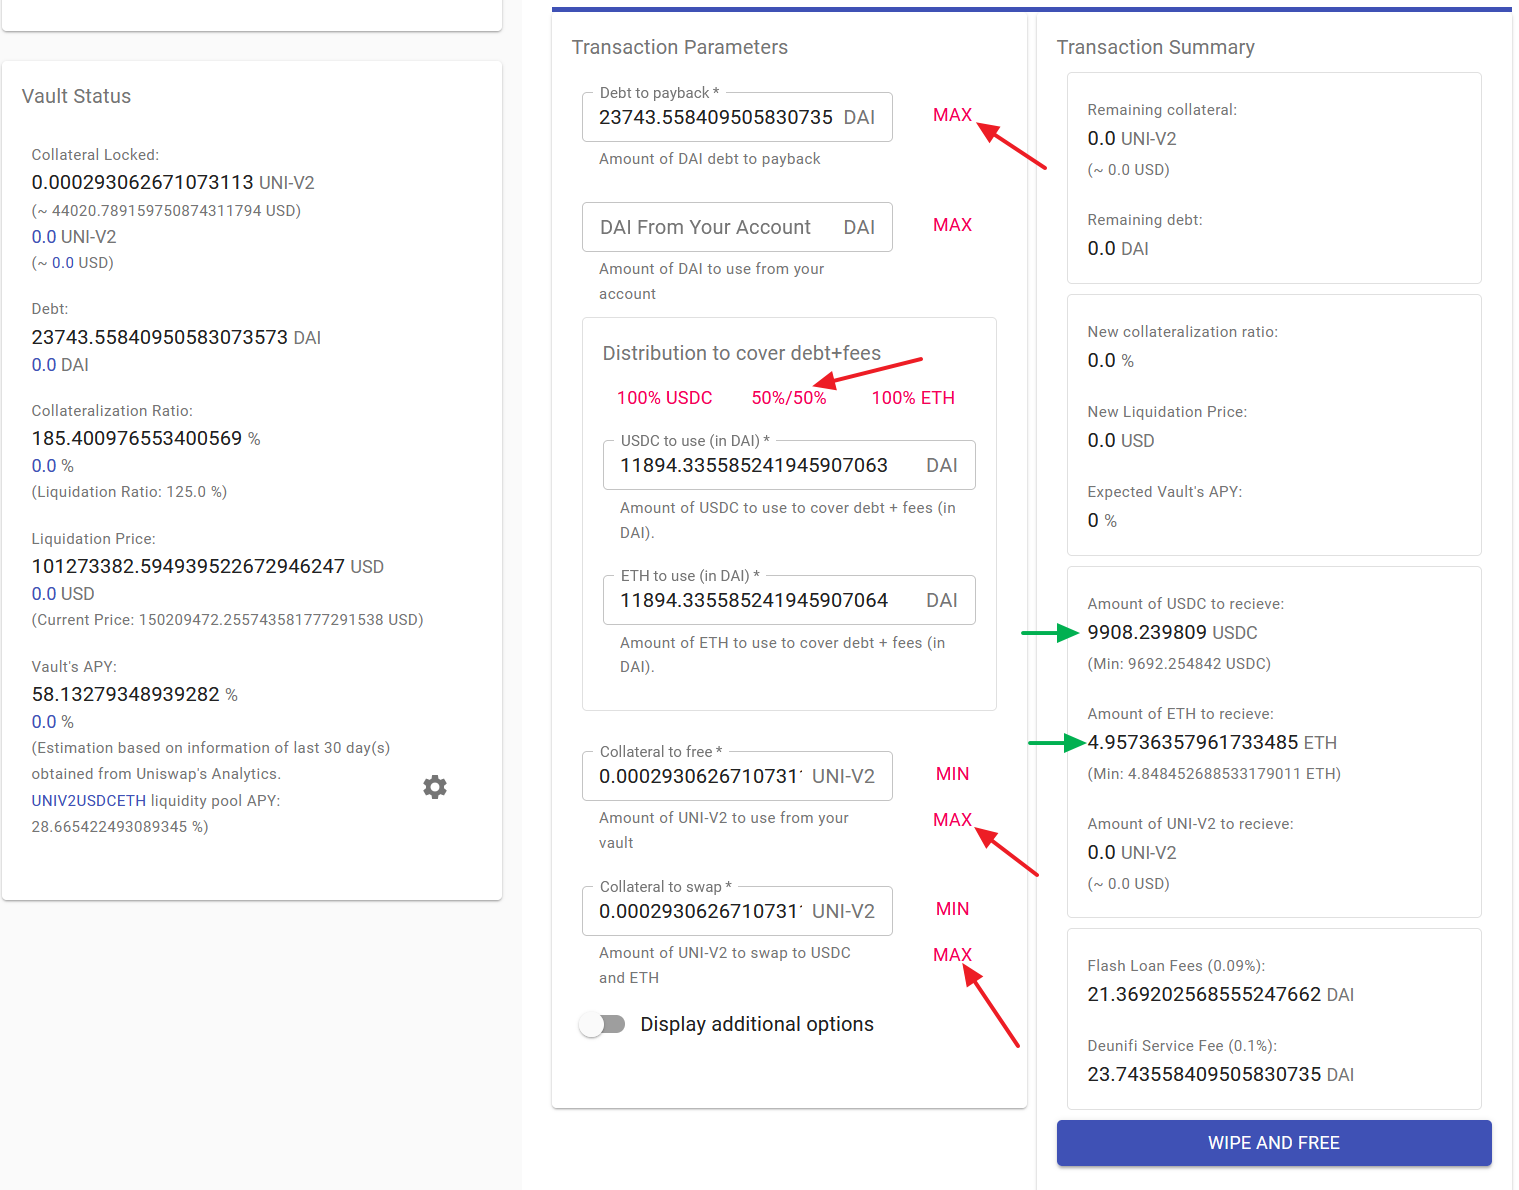 Vault Status
Collateral Locked:
0.000293062671073113 UNI-V2
(~ 44020.789159750874311794 USD)
0.0 UNI-V2
(~ 0.0 USD)
Debt:
23743.55840950583073573 DAI
0.0 DAI
Collateralization Ratio:
185.400976553400569 %
0.0 %
(Liquidation Ratio: 125.0 %)
Liquidation Price:
101273382.594939522672946247 USD
0.0 USD
(Current Price: 150209472.255743581777291538 USD)
Vault's APY:
58.13279348939282 %
0.0 %
(Estimation based on information of last 30 day(s)
obtained from Uniswap's Analytics.
UNIV2USDCETH liquidity pool APY:
28.665422493089345 %)
Transaction Parameters
Debt to payback *
23743.558409505830735 DAI
MAX
Amount of DAI debt to payback
DAI From Your Account DAI
MAX
Amount of DAI to use from your
account
Distribution to cover debt+fees
100% USDC 50%/50% 100% ETH
USDC to use (in DAI) *
11894.335585241945907063 DAI
Amount of USDC to use to cover debt + fees (in
DAI).
ETH to use (in DAI) *
11894.335585241945907064 DAI
Amount of ETH to use to cover debt + fees (in
DAI).
Collateral to free *
0.00029306267107311 UNI-V2
MIN
MAX
Amount of UNI-V2 to use from your
vault
Collateral to swap *
0.00029306267107311 UNI-V2
MIN
MAX
Amount of UNI-V2 to swap to USDC
and ETH
Display additional options
Transaction Summary
Remaining collateral:
0.0 UNI-V2
(~ 0.0 USD)
Remaining debt:
0.0 DAI
New collateralization ratio:
0.0 %
New Liquidation Price:
0.0 USD
Expected Vault's APY:
0 %
Amount of USDC to recieve:
9908.239809 USDC
(Min: 9692.254842 USDC)
Amount of ETH to recieve:
4.95736357961733485 ETH
(Min: 4.848452688533179011 ETH)
Amount of UNI-V2 to recieve:
0.0 UNI-V2
(~ 0.0 USD)
Flash Loan Fees (0.09%):
21.369202568555247662 DAI
Deunifi Service Fee (0.1%):
23.743558409505830735 DAI
WIPE AND FREE